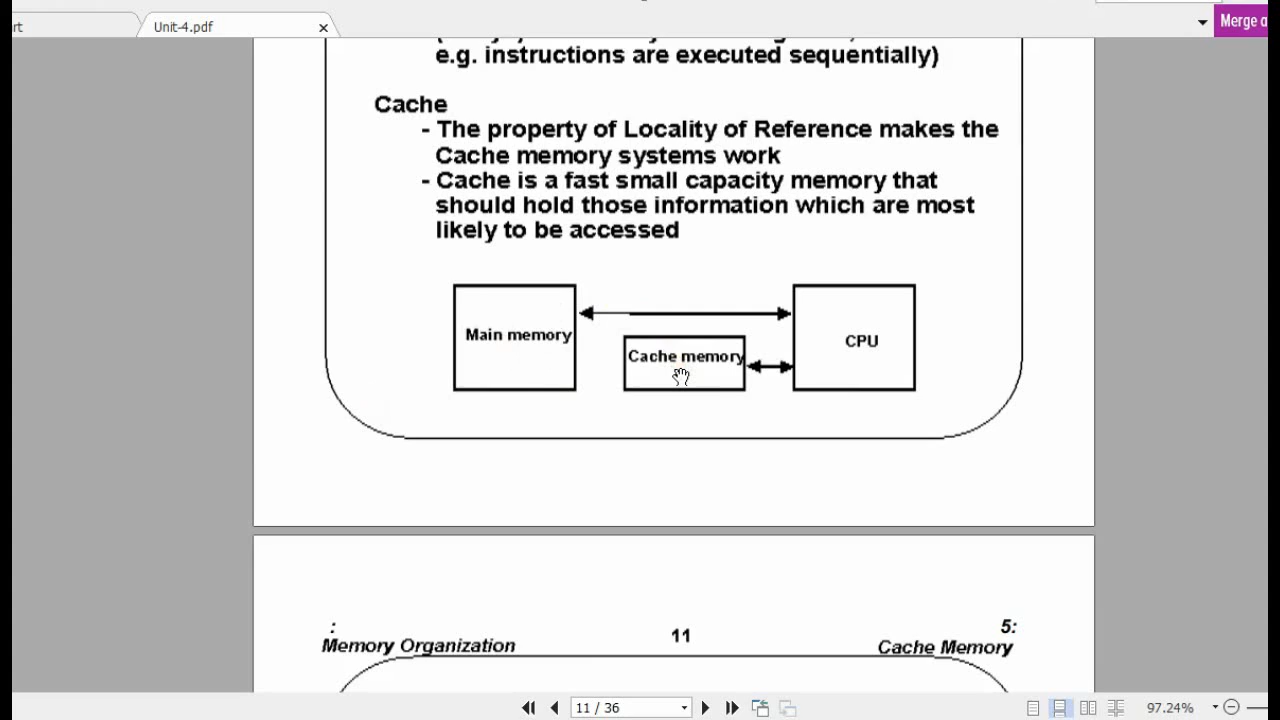 rt
Unit-4.pdf
Merge a
e.g. instructions are executed sequentially)
Cache
- The property of Locality of Reference makes the
Cache memory systems work
- Cache is a fast small capacity memory that
should hold those information which are most
likely to be accessed
Main memory
Cache memory
CPU
:
5:
Memory Organization
11
Cache Memory
11 / 36
97.24%